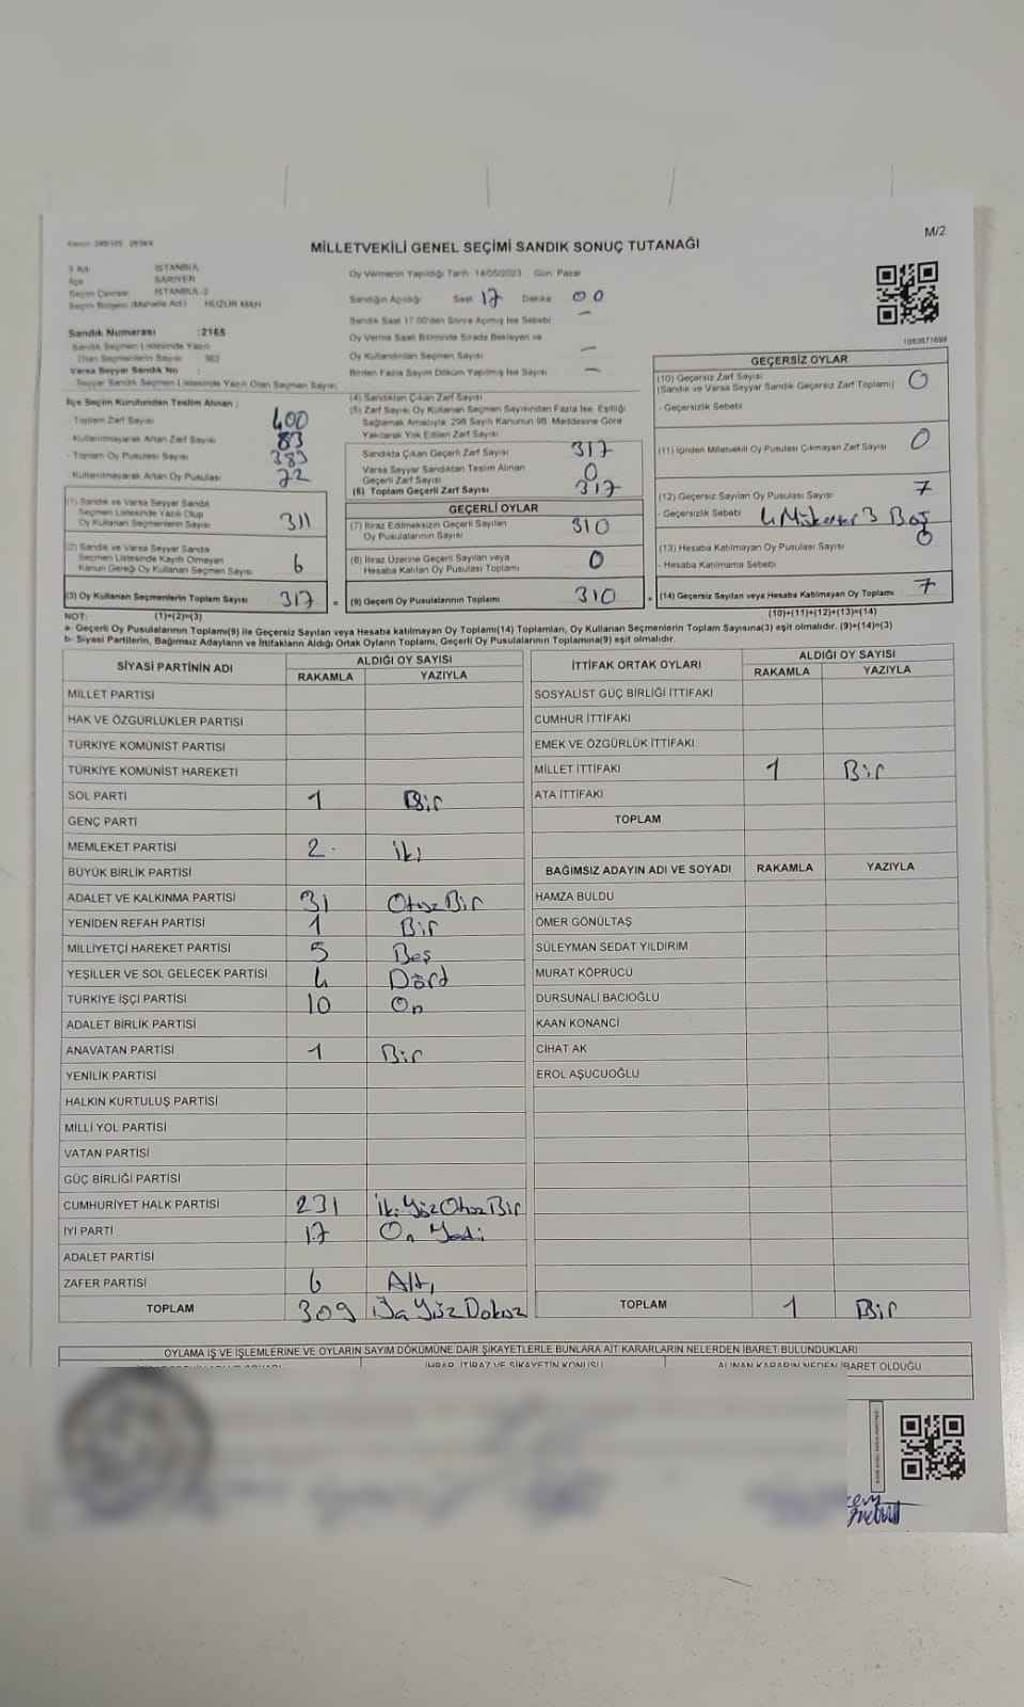 M/2
MİLLETVEKİLİ GENEL SEÇİMİ SANDIK SONUÇ TUTANAĞI
İSTANBUL
SARIYER
İSTANBUL-2
Seçim Bölgesi (Mahalle Adı) HUZUR MAH
Sandık Numarası :2165
Sandık Seçmen Listesinde Yazılı
Olan Seçmenlerin Sayısı
Varsa Seyyar Sandık No :
Seyyar Sandık Seçmen Listesinde Yazılı Olan Seçmen Sayısı
Oy Vermenin Yapıldığı Tarih 14/05/2023 Gün Pazar
Sandığın Açıldığı Saat 17 Dakika 00
Sandık Saat 17.00'den Sonra Açılmış İse Sebebi –
Oy Verme Saati Bitiminde Sırada Bekleyen ve
Oy Kullandırılan Seçmen Sayısı –
Birden Fazla Sayım Döküm Yapılmış İse Sayısı –
İlçe Seçim Kurulundan Teslim Alınan :
- Toplam Zarf Sayısı 400
- Kullanılmayarak Artan Zarf Sayısı 83
- Toplam Oy Pusulası Sayısı 389
- Kullanılmayarak Artan Oy Pusulası 72
(1) Sandık ve Varsa Seyyar Sandık
Seçmen Listesinde Yazılı Olup
Oy Kullanan Seçmenlerin Sayısı 311
(2) Sandık ve Varsa Seyyar Sandık
Seçmen Listesinde Kayıtlı Olmayan
Kanun Gereği Oy Kullanan Seçmen Sayısı 6
(3) Oy Kullanan Seçmenlerin Toplam Sayısı 317
(1)+(2)=(3)
(4) Sandıktan Çıkan Zarf Sayısı
(5) Zarf Sayısı Oy Kullanan Seçmen Sayısından Fazla İse, Eşitliği
Sağlamak Amacıyla 298 Sayılı Kanunun 98. Maddesine Göre
Yakılarak Yok Edilen Zarf Sayısı
Sandıkta Çıkan Geçerli Zarf Sayısı 317
Varsa Seyyar Sandıktan Teslim Alınan
Geçerli Zarf Sayısı 0
(6) Toplam Geçerli Zarf Sayısı 317
GEÇERLİ OYLAR
(7) İtiraz Edilmeksizin Geçerli Sayılan
Oy Pusulalarının Sayısı 310
(8) İtiraz Üzerine Geçerli Sayılan veya
Hesaba Katılan Oy Pusulası Toplamı 0
(9) Geçerli Oy Pusulalarının Toplamı 310
GEÇERSİZ OYLAR
(10) Geçersiz Zarf Sayısı
(Sandık ve Varsa Seyyar Sandık Geçersiz Zarf Toplamı) 0
- Geçersizlik Sebebi
(11) İçinden Milletvekili Oy Pusulası Çıkmayan Zarf Sayısı 0
(12) Geçersiz Sayılan Oy Pusulası Sayısı 7
- Geçersizlik Sebebi 4 Mükerrer 3 Boş
(13) Hesaba Katılmayan Oy Pusulası Sayısı 0
- Hesaba Katılmama Sebebi
(14) Geçersiz Sayılan veya Hesaba Katılmayan Oy Toplamı 7
(10)+(11)+(12)+(13)=(14)
NOT:
a- Geçerli Oy Pusulalarının Toplamı(9) ile Geçersiz Sayılan veya Hesaba katılmayan Oy Toplamı(14) Toplamları, Oy Kullanan Seçmenlerin Toplam Sayısına(3) eşit olmalıdır. (9)+(14)=(3)
b- Siyasi Partilerin, Bağımsız Adayların ve İttifakların Aldığı Ortak Oyların Toplamı, Geçerli Oy Pusulalarının Toplamına(9) eşit olmalıdır.
SİYASİ PARTİNİN ADI ALDIĞI OY SAYISI
RAKAMLA YAZIYLA
MİLLET PARTİSİ
HAK VE ÖZGÜRLÜKLER PARTİSİ
TÜRKİYE KOMÜNİST PARTİSİ
TÜRKİYE KOMÜNİST HAREKETİ
SOL PARTİ 1 Bir
GENÇ PARTİ
MEMLEKET PARTİSİ 2 iki
BÜYÜK BİRLİK PARTİSİ
ADALET VE KALKINMA PARTİSİ 31 Otuz Bir
YENİDEN REFAH PARTİSİ 1 Bir
MİLLİYETÇİ HAREKET PARTİSİ 5 Beş
YEŞİLLER VE SOL GELECEK PARTİSİ 4 Dörd
TÜRKİYE İŞÇİ PARTİSİ 10 On
ADALET BİRLİK PARTİSİ
ANAVATAN PARTİSİ 1 Bir
YENİLİK PARTİSİ
HALKIN KURTULUŞ PARTİSİ
MİLLİ YOL PARTİSİ
VATAN PARTİSİ
GÜÇ BİRLİĞİ PARTİSİ
CUMHURİYET HALK PARTİSİ 231 İki Yüz Otuz Bir
İYİ PARTİ 17 On Yedi
ADALET PARTİSİ
ZAFER PARTİSİ 6 Altı
TOPLAM 309 Yüz Dokuz
İTTİFAK ORTAK OYLARI ALDIĞI OY SAYISI
RAKAMLA YAZIYLA
SOSYALİST GÜÇ BİRLİĞİ İTTİFAKI
CUMHUR İTTİFAKI
EMEK VE ÖZGÜRLÜK İTTİFAKI
MİLLET İTTİFAKI 1 Bir
ATA İTTİFAKI
TOPLAM
BAĞIMSIZ ADAYIN ADI VE SOYADI RAKAMLA YAZIYLA
HAMZA BULDU
ÖMER GÖNÜLTAŞ
SÜLEYMAN SEDAT YILDIRIM
MURAT KÖPRÜCÜ
DURSUNALİ BACIOĞLU
KAAN KONANCİ
CİHAT AK
EROL AŞUCUOĞLU
TOPLAM 1 Bir
OYLAMA İŞ VE İŞLEMLERİNE VE OYLARIN SAYIM DÖKÜMÜNE DAİR ŞİKAYETLERLE BUNLARA AİT KARARLARIN NELERDEN İBARET BULUNDUKLARI
İHBAR, İTİRAZ VE ŞİKAYETİN KONUSU ALINAN KARARIN NEDEN İBARET OLDUĞU